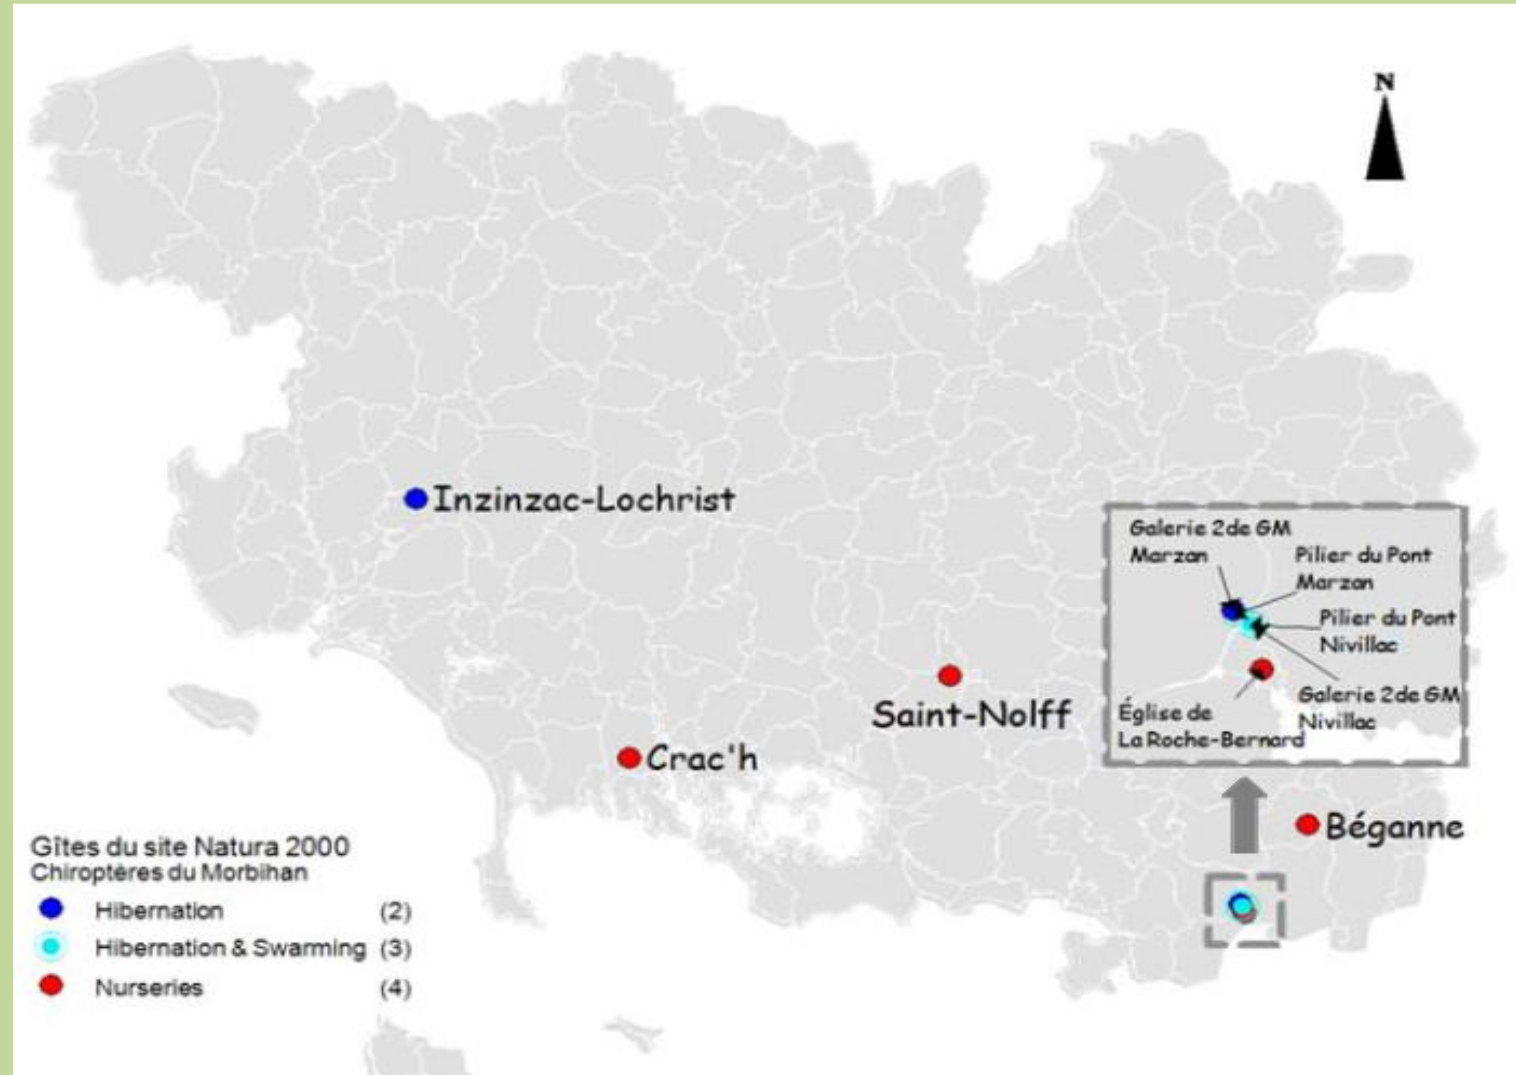 N
Inzinzac-Lochrist
Galerie 2de GM
Marzan
Pilier du Pont
Marzan
Pilier du Pont
Nivillac
Galerie 2de GM
Nivillac
Église de
La Roche-Bernard
Saint-Nolff
Crac'h
Béganne
Gîtes du site Natura 2000
Chiroptères du Morbihan
Hibernation (2)
Hibernation & Swarming (3)
Nurseries (4)